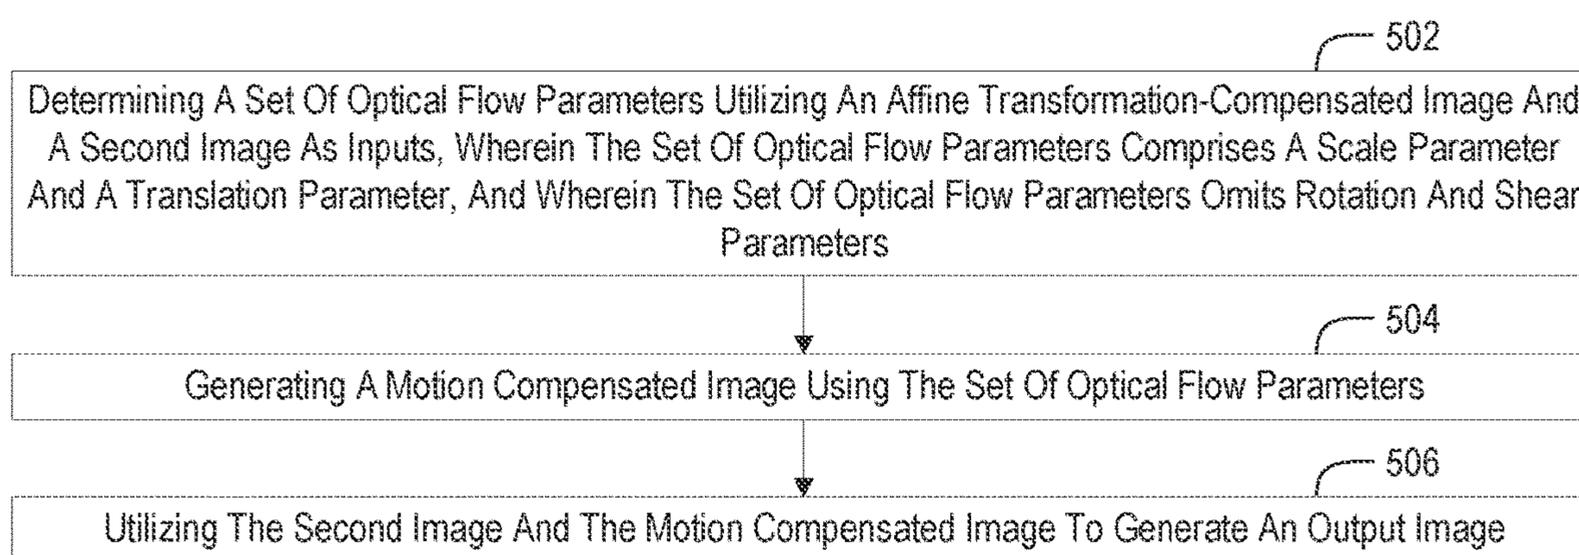 502
Determining A Set Of Optical Flow Parameters Utilizing An Affine Transformation-Compensated Image And
A Second Image As Inputs, Wherein The Set Of Optical Flow Parameters Comprises A Scale Parameter
And A Translation Parameter, And Wherein The Set Of Optical Flow Parameters Omits Rotation And Shear
Parameters
504
Generating A Motion Compensated Image Using The Set Of Optical Flow Parameters
506
Utilizing The Second Image And The Motion Compensated Image To Generate An Output Image